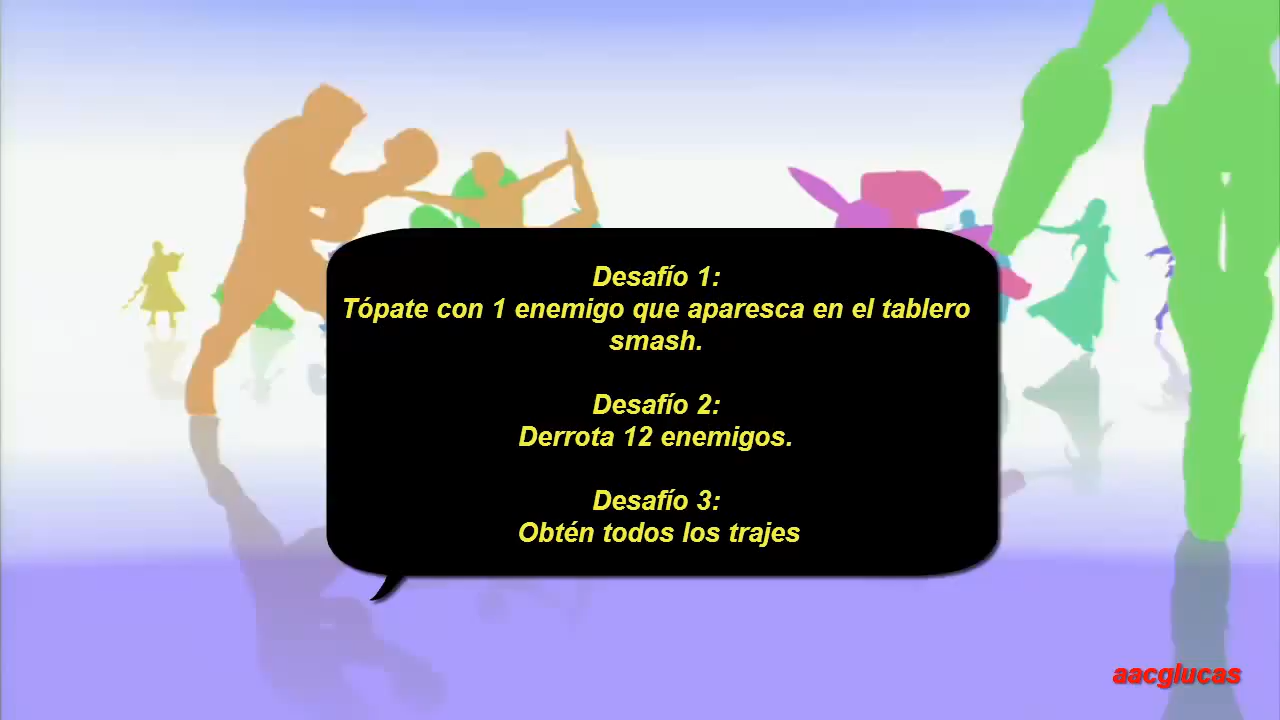 Desafío 1:
Tópate con 1 enemigo que aparesca en el tablero
smash.
Desafío 2:
Derrota 12 enemigos.
Desafío 3:
Obtén todos los trajes
aacglucas